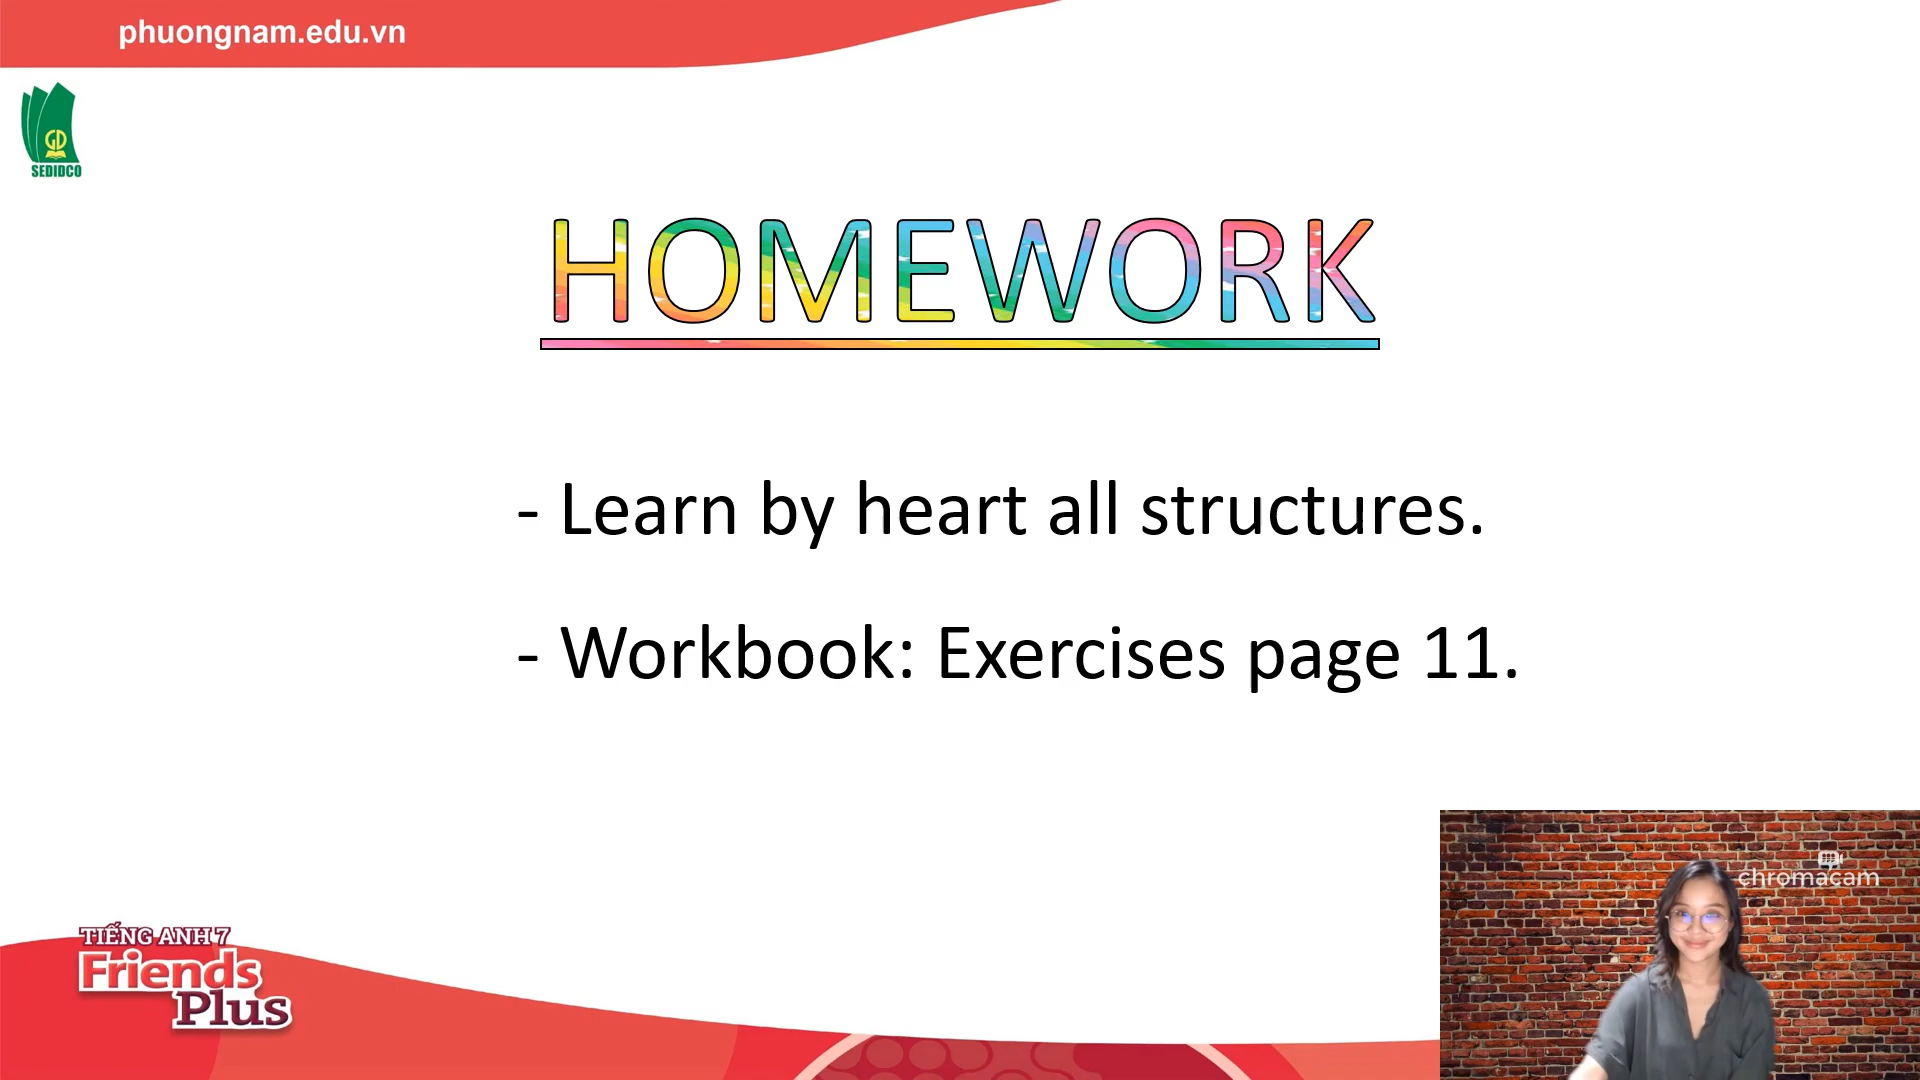 phuongnam.edu.vn
GD
SEDIDCO
HOMEWORK
- Learn by heart all structures.
- Workbook: Exercises page 11.
chromacam
TIẾNG ANH 7
Friends
Plus